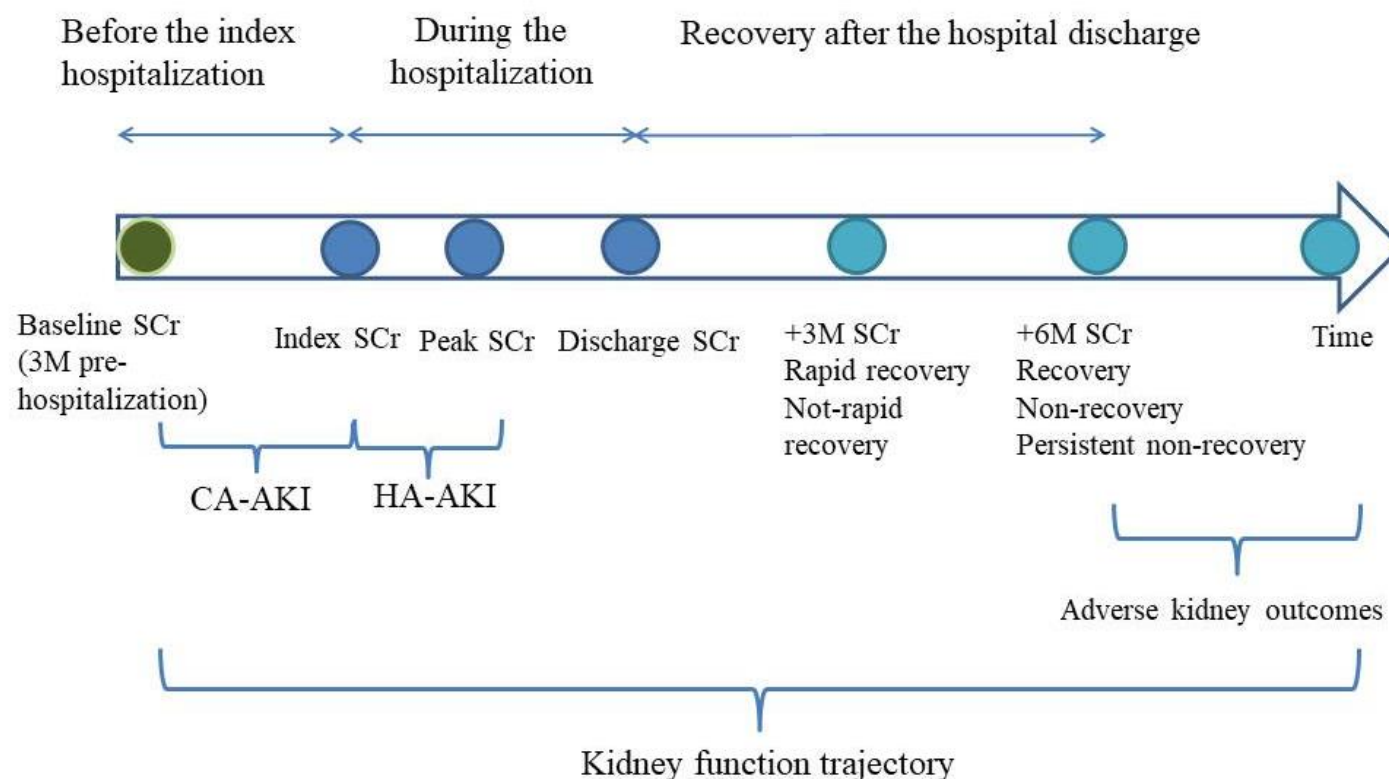 Before the index
hospitalization
During the
hospitalization
Recovery after the hospital discharge
Baseline SCr
(3M pre-
hospitalization)
Index SCr
Peak SCr
Discharge SCr
+3M SCr
Rapid recovery
Not-rapid
recovery
+6M SCr
Recovery
Non-recovery
Persistent non-recovery
Time
CA-AKI
HA-AKI
Adverse kidney outcomes
Kidney function trajectory